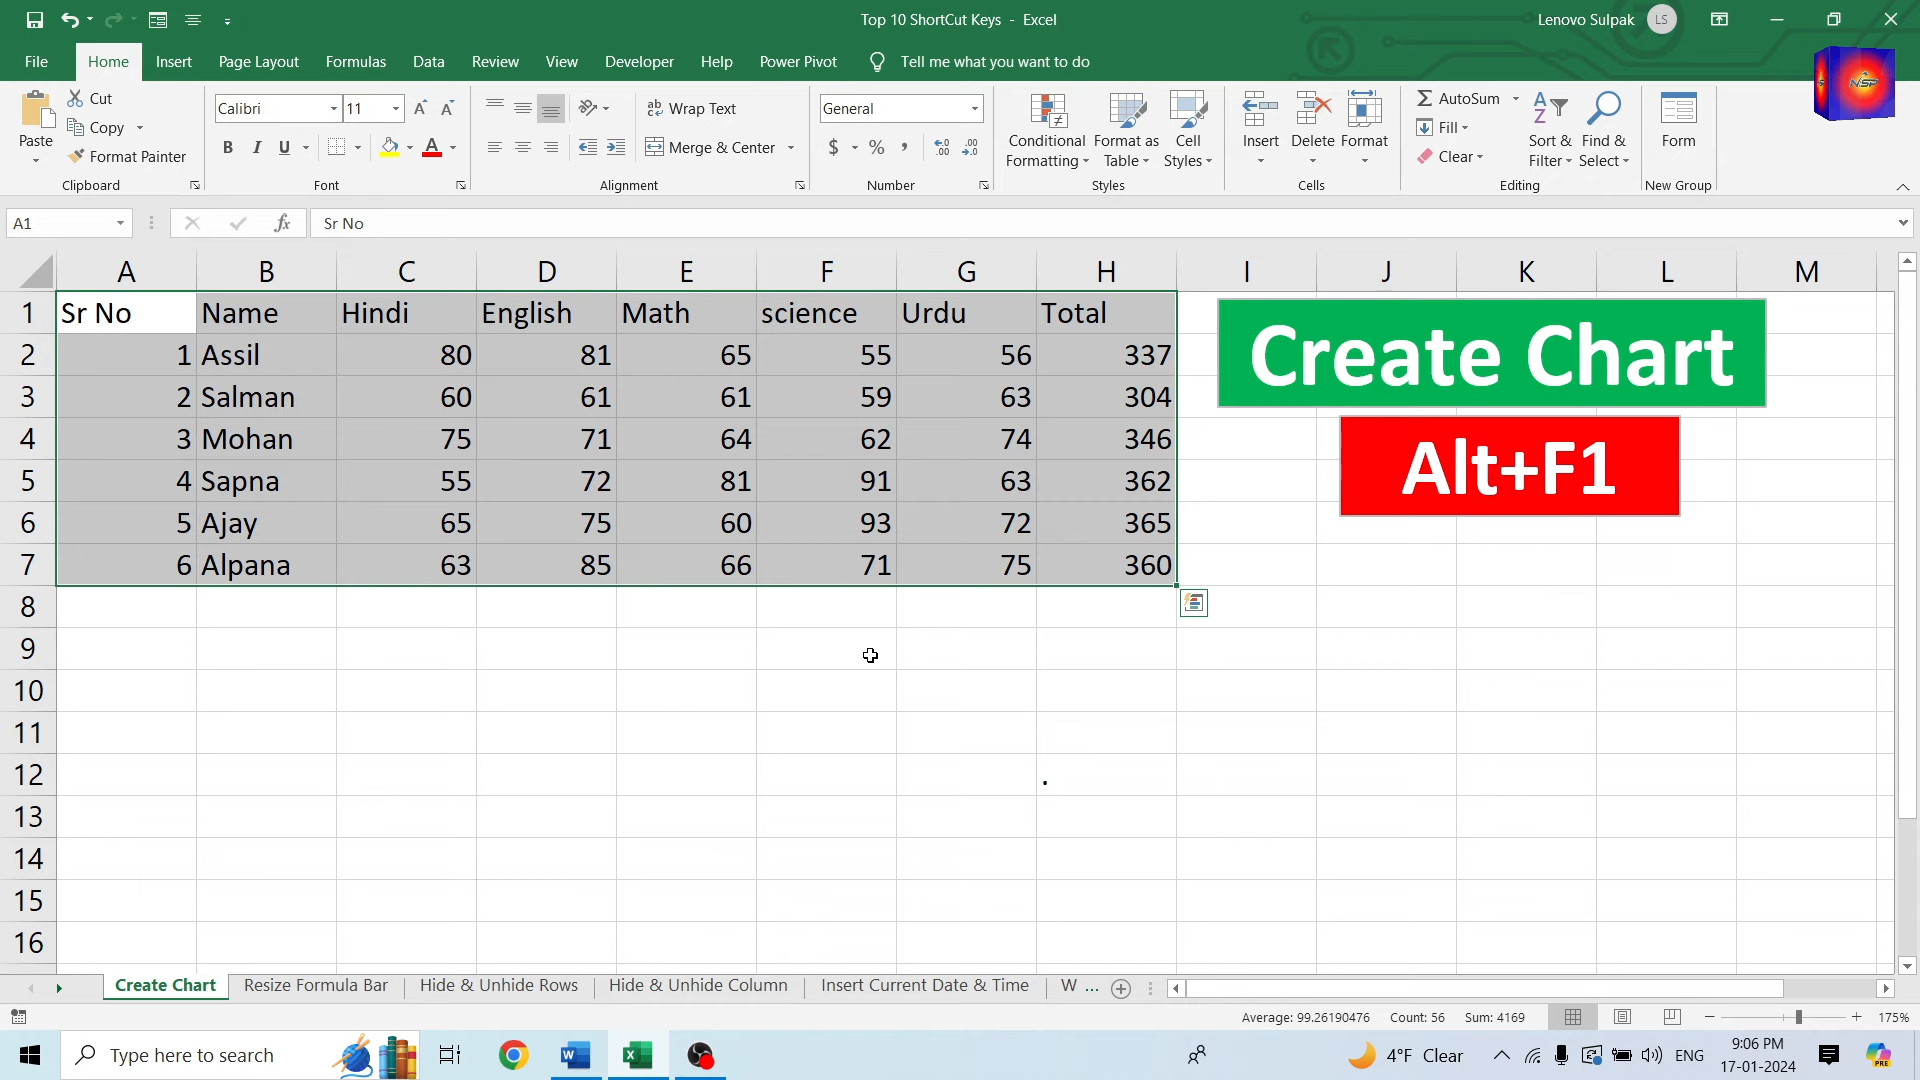 Top 10 ShortCut Keys - Excel
Lenovo Sulpak LS
File Home Insert Page Layout Formulas Data Review View Developer Help Power Pivot Tell me what you want to do
NSP
Paste
Cut
Copy
Format Painter
Clipboard
Calibri 11
B I U A
Font
Wrap Text
Merge & Center
Alignment
General
$ % ,
Number
Conditional Formatting
Format as Table
Cell Styles
Styles
Insert
Delete
Format
Cells
AutoSum
Fill
Clear
Sort & Filter
Find & Select
Editing
Form
New Group
A1 fx Sr No
A B C D E F G H I J K L M
1 Sr No Name Hindi English Math science Urdu Total
2 1 Assil 80 81 65 55 56 337
3 2 Salman 60 61 61 59 63 304
4 3 Mohan 75 71 64 62 74 346
5 4 Sapna 55 72 81 91 63 362
6 5 Ajay 65 75 60 93 72 365
7 6 Alpana 63 85 66 71 75 360
Create Chart
Alt+F1
8
9
10
11
12 .
13
14
15
16
Create Chart Resize Formula Bar Hide & Unhide Rows Hide & Unhide Column Insert Current Date & Time W ...
Average: 99.26190476 Count: 56 Sum: 4169 175%
Type here to search
4°F Clear
ENG
9:06 PM
17-01-2024
PRE